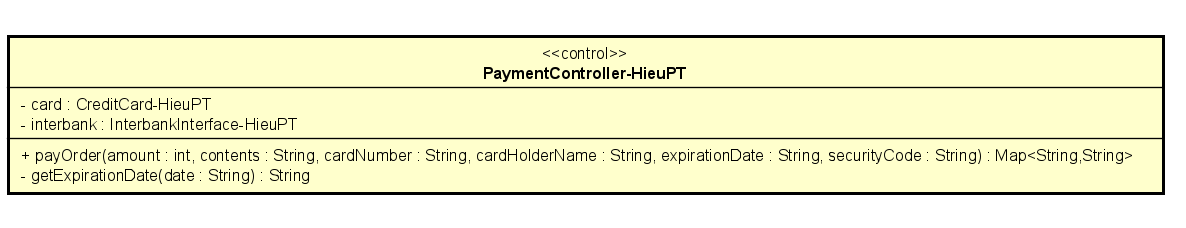 <<control>>
PaymentController-HieuPT
- card : CreditCard-HieuPT
- interbank : InterbankInterface-HieuPT
+ payOrder(amount : int, contents : String, cardNumber : String, cardHolderName : String, expirationDate : String, securityCode : String) : Map<String,String>
- getExpirationDate(date : String) : String